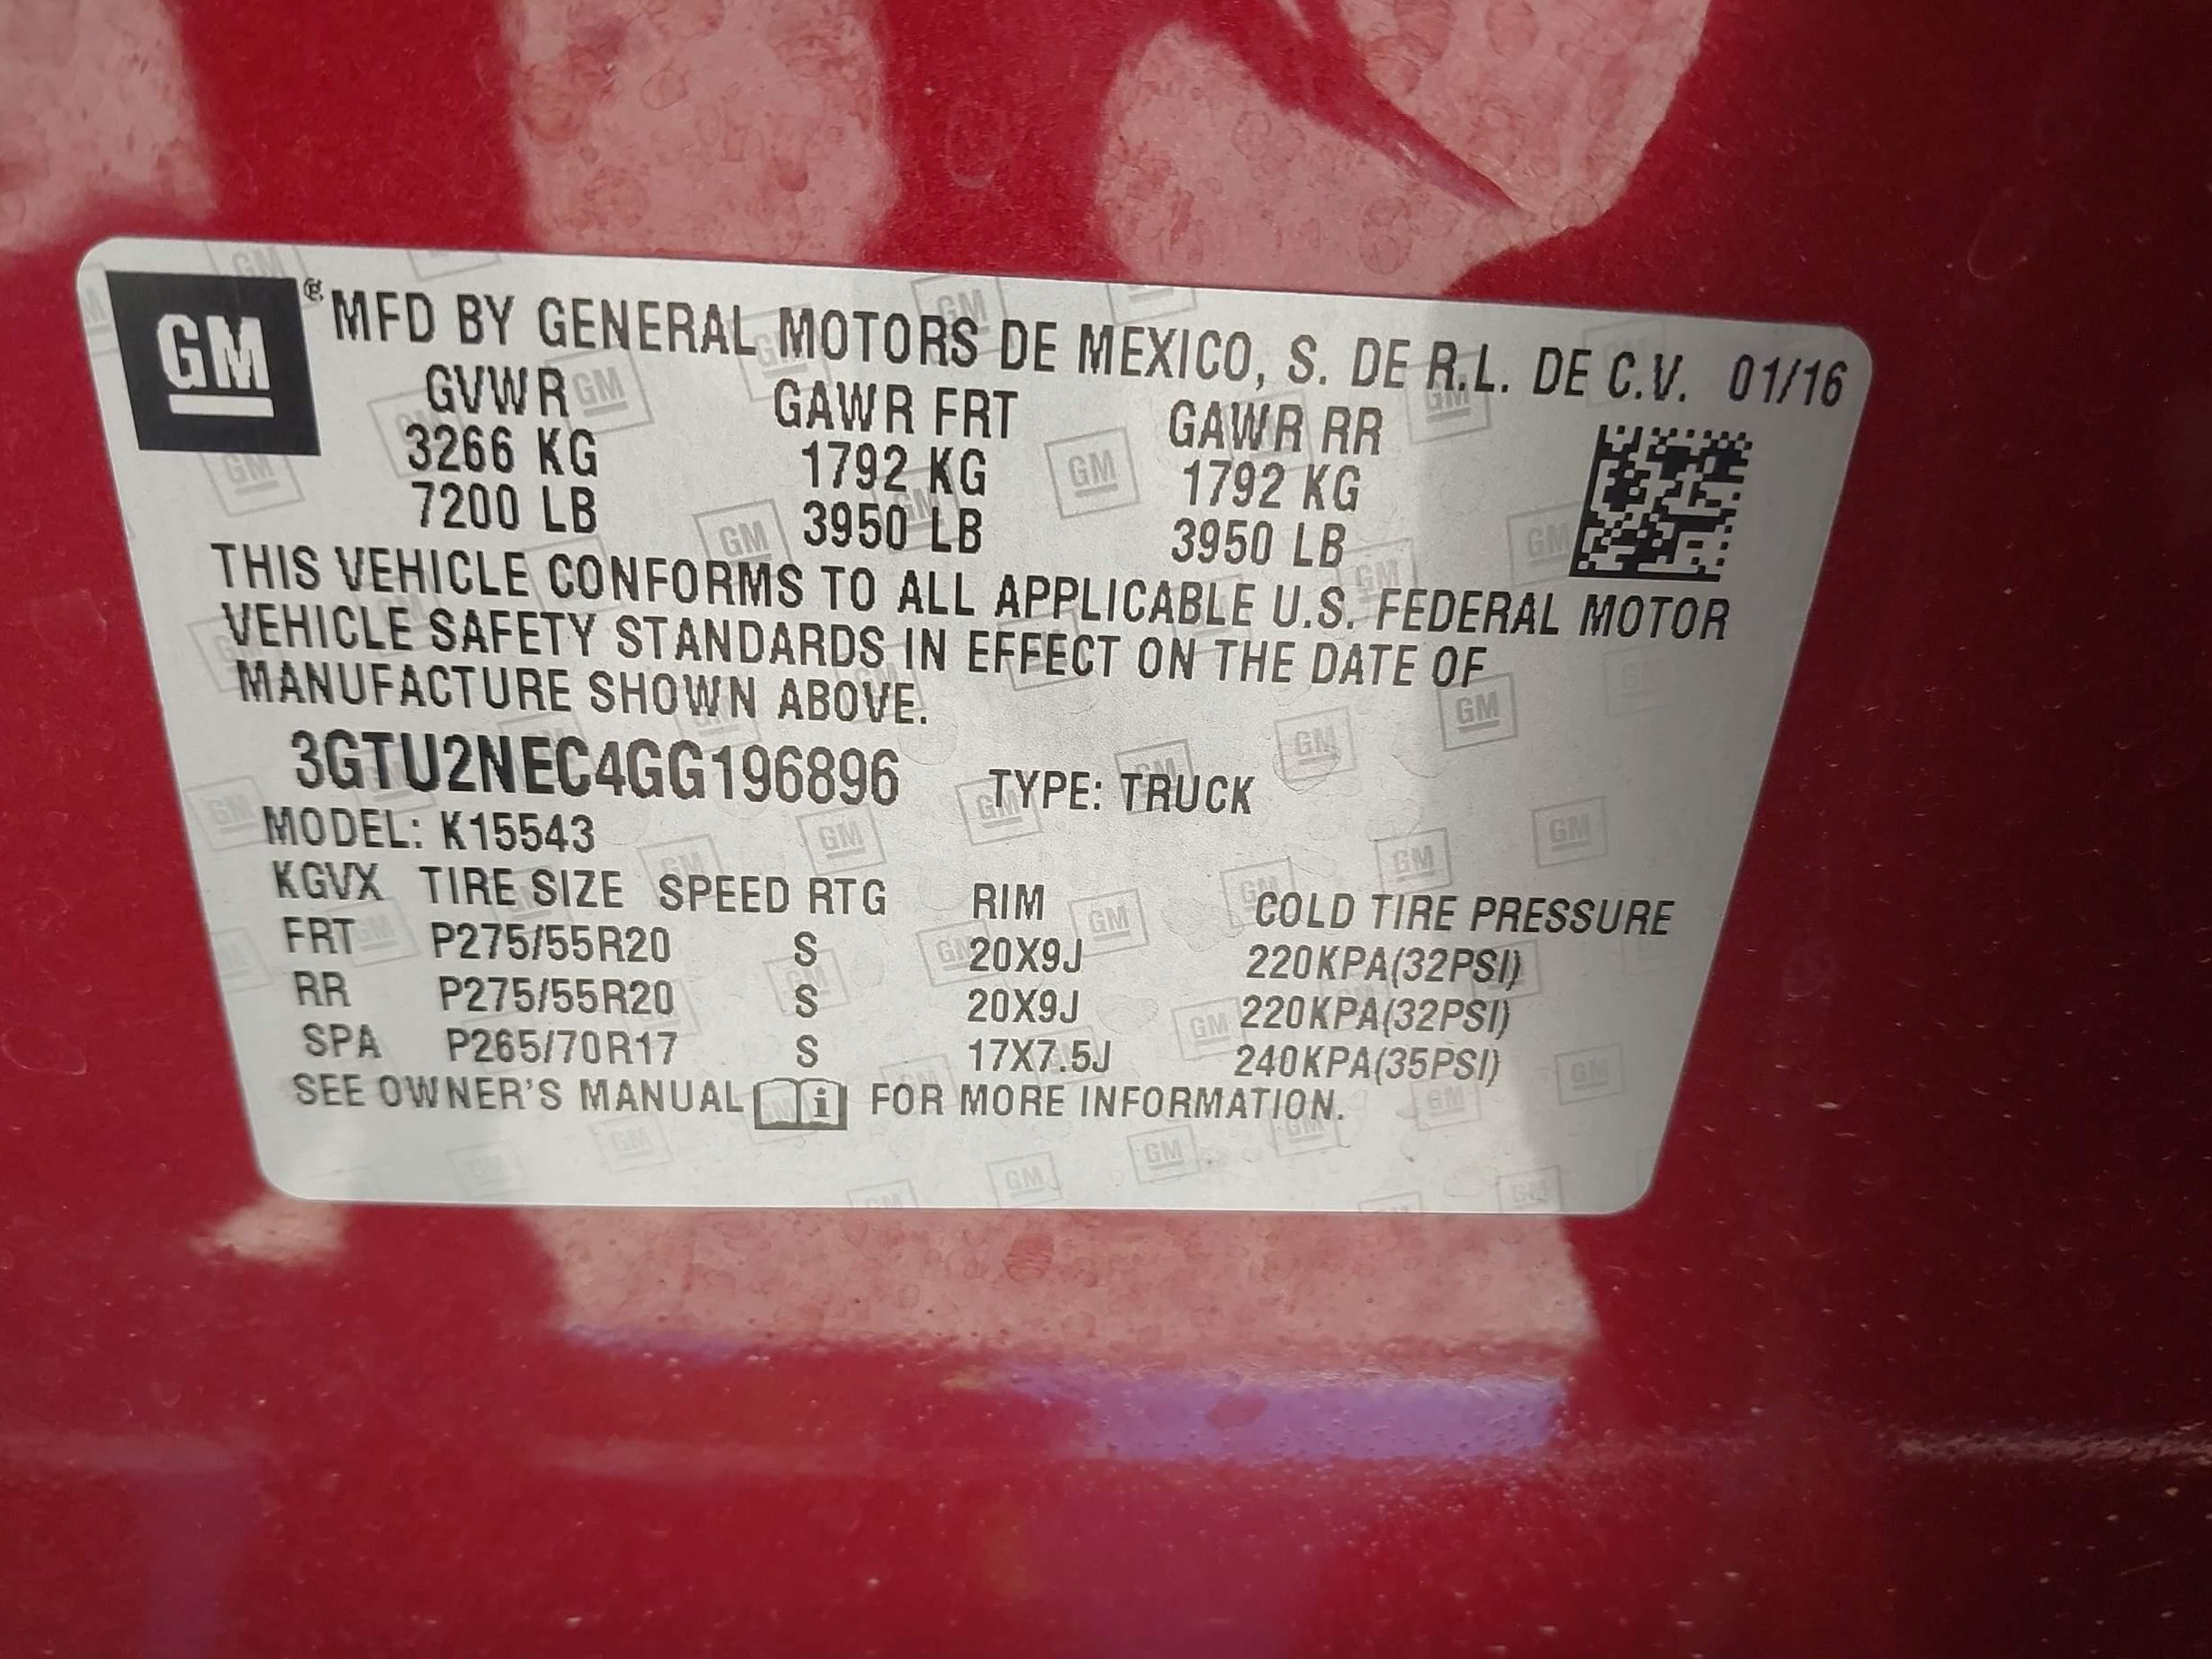 GM
® MFD BY GENERAL MOTORS DE MEXICO, S. DE R.L. DE C.V. 01/16
GVWR GAWR FRT GAWR RR
3266 KG 1792 KG 1792 KG
7200 LB 3950 LB 3950 LB
THIS VEHICLE CONFORMS TO ALL APPLICABLE U.S. FEDERAL MOTOR
VEHICLE SAFETY STANDARDS IN EFFECT ON THE DATE OF
MANUFACTURE SHOWN ABOVE.
3GTU2NEC4GG196896 TYPE: TRUCK
MODEL: K15543
KGVX TIRE SIZE SPEED RTG RIM COLD TIRE PRESSURE
FRT P275/55R20 S 20X9J 220KPA(32PSI)
RR P275/55R20 S 20X9J 220KPA(32PSI)
SPA P265/70R17 S 17X7.5J 240KPA(35PSI)
SEE OWNER'S MANUAL i FOR MORE INFORMATION.